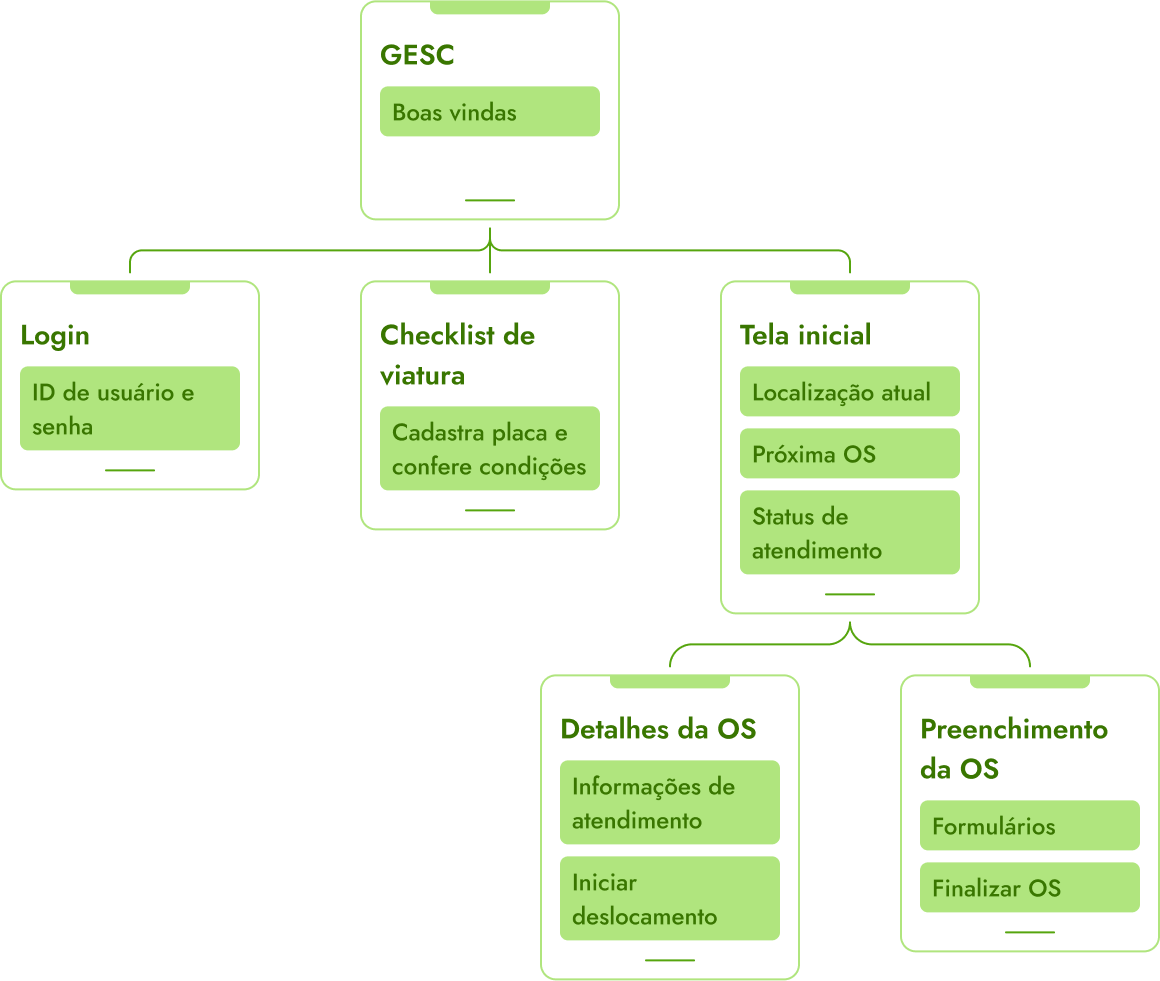 GESC
Boas vindas
Login
ID de usuário e
senha
Checklist de
viatura
Cadastra placa e
confere condições
Tela inicial
Localização atual
Próxima OS
Status de
atendimento
Detalhes da OS
Informações de
atendimento
Iniciar
deslocamento
Preenchimento
da OS
Formulários
Finalizar OS